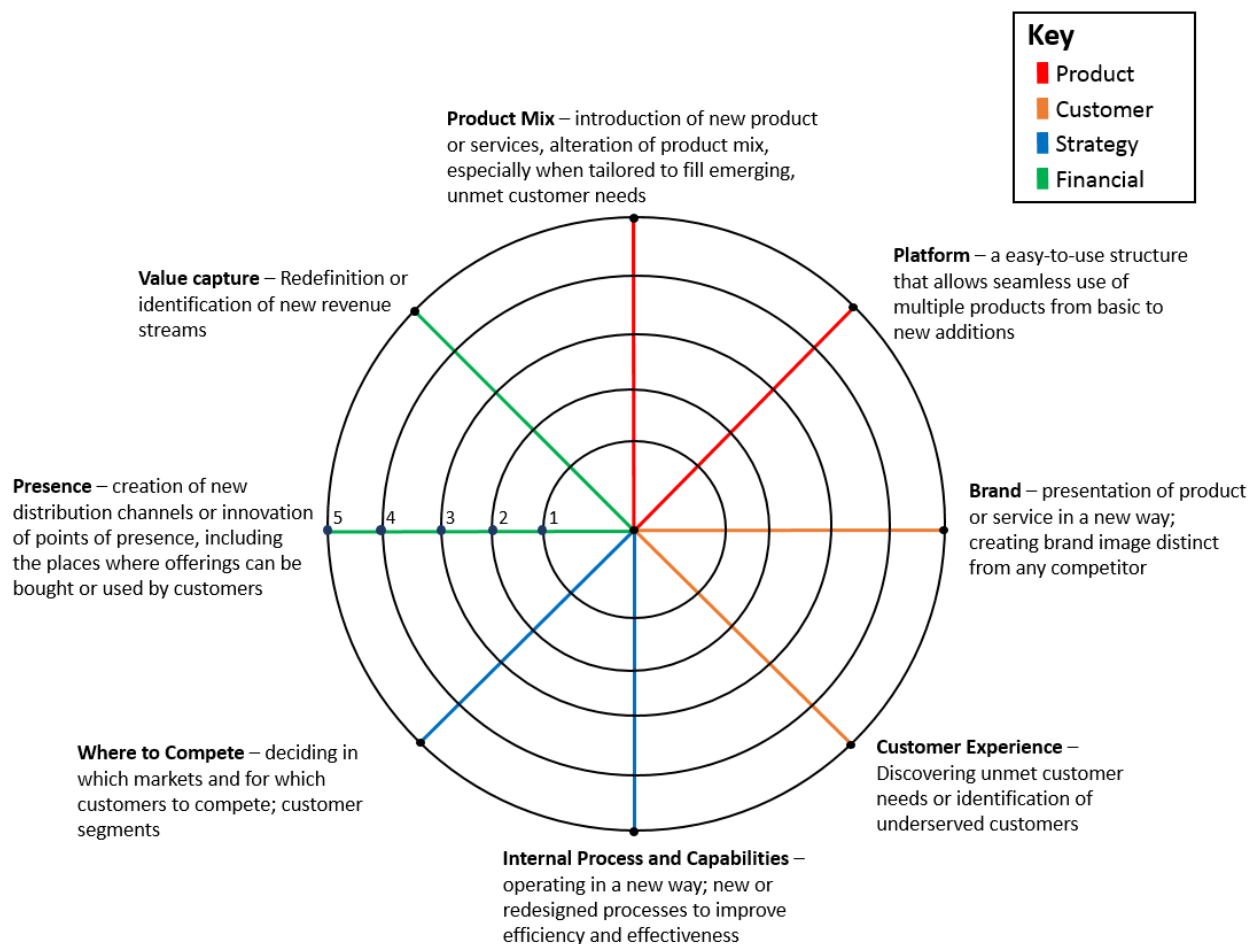 Key
Product
Customer
Strategy
Financial
Product Mix – introduction of new product
or services, alteration of product mix,
especially when tailored to fill emerging,
unmet customer needs
Platform – a easy-to-use structure
that allows seamless use of
multiple products from basic to
new additions
Value capture – Redefinition or
identification of new revenue
streams
Presence – creation of new
distribution channels or innovation
of points of presence, including
the places where offerings can be
bought or used by customers
5 4 3 2 1
Brand – presentation of product
or service in a new way;
creating brand image distinct
from any competitor
Where to Compete – deciding in
which markets and for which
customers to compete; customer
segments
Customer Experience –
Discovering unmet customer
needs or identification of
underserved customers
Internal Process and Capabilities –
operating in a new way; new or
redesigned processes to improve
efficiency and effectiveness